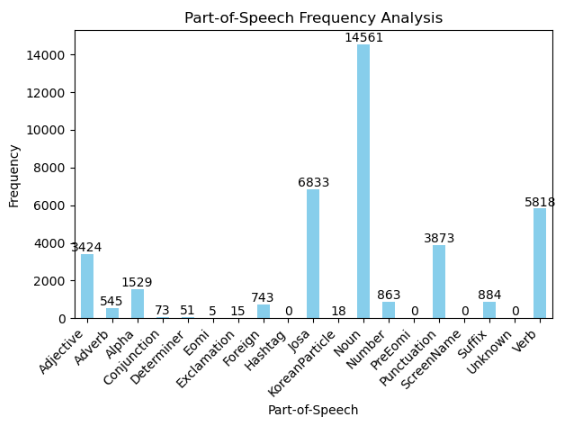 Part-of-Speech Frequency Analysis
14561
14000
12000
10000
8000
6833
6000
5818
4000
3873
3424
2000
1529
545
73
51
5
15
743
0
18
863
0
0
884
0
0
Frequency
Adjective
Adverb
Alpha
Conjunction
Determiner
Eomi
Exclamation
Foreign
Hashtag
Josa
KoreanParticle
Noun
Number
PreEomi
Punctuation
ScreenName
Suffix
Unknown
Verb
Part-of-Speech